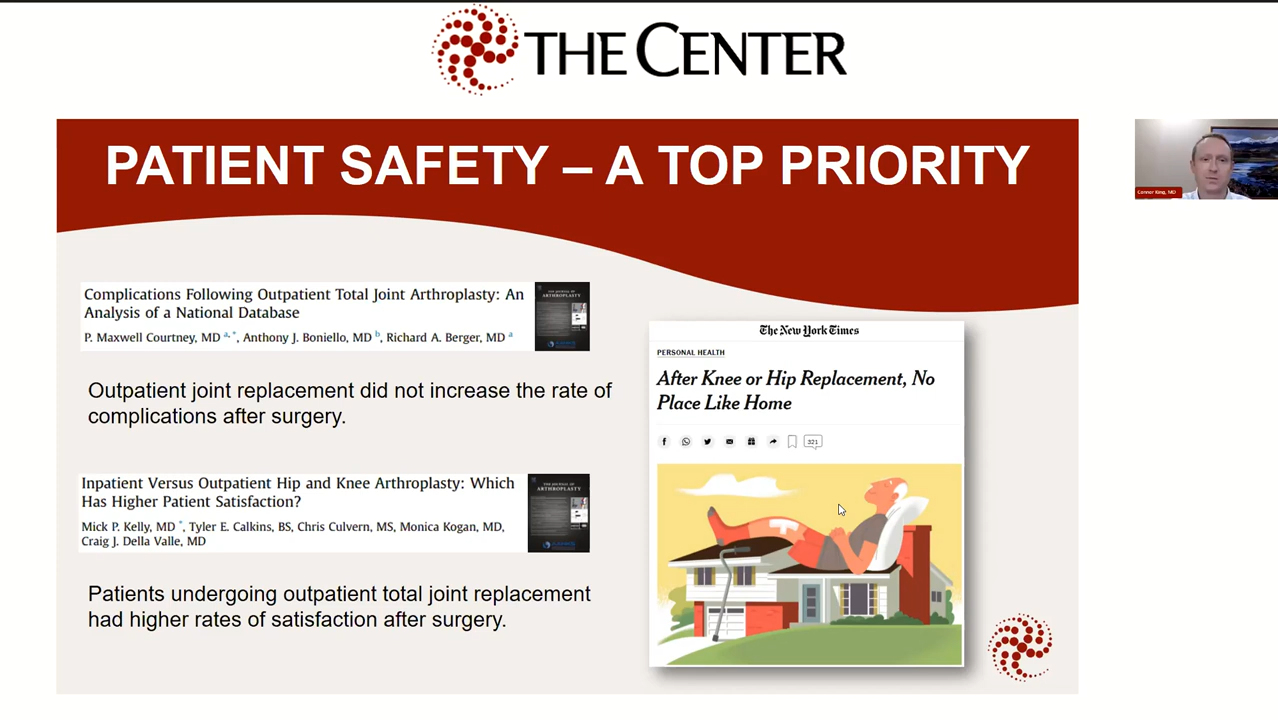 THE CENTER
PATIENT SAFETY – A TOP PRIORITY
Connor King, MD
Complications Following Outpatient Total Joint Arthroplasty: An
Analysis of a National Database
P. Maxwell Courtney, MD a, *, Anthony J. Boniello, MD b, Richard A. Berger, MD a
THE JOURNAL OF
ARTHROPLASTY
Outpatient joint replacement did not increase the rate of
complications after surgery.
Inpatient Versus Outpatient Hip and Knee Arthroplasty: Which
Has Higher Patient Satisfaction?
Mick P. Kelly, MD *, Tyler E. Calkins, BS, Chris Culvern, MS, Monica Kogan, MD,
Craig J. Della Valle, MD
THE JOURNAL OF
ARTHROPLASTY
Patients undergoing outpatient total joint replacement
had higher rates of satisfaction after surgery.
The New York Times
PERSONAL HEALTH
After Knee or Hip Replacement, No
Place Like Home
321